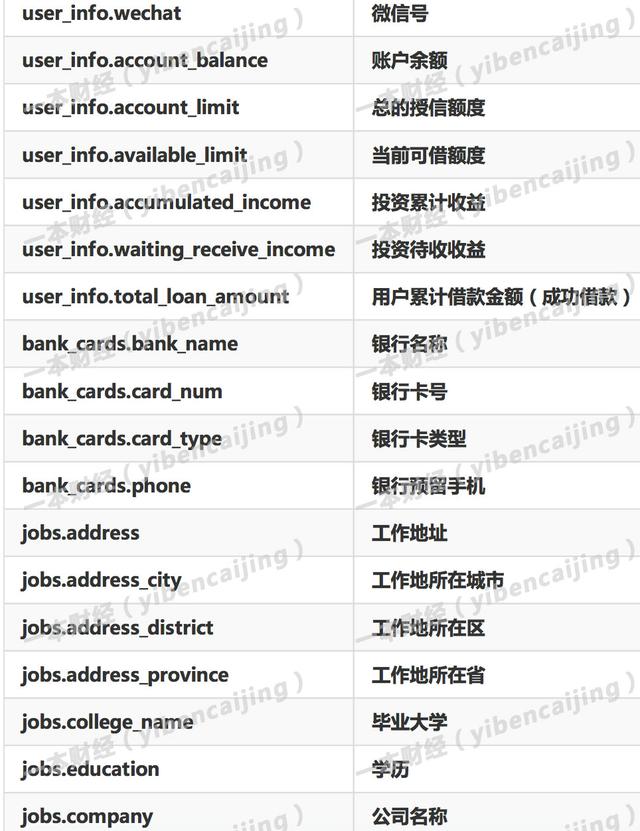 user_info.wechat 微信号
user_info.account_balance 账户余额
user_info.account_limit 总的授信额度
user_info.available_limit 当前可借额度
user_info.accumulated_income 投资累计收益
user_info.waiting_receive_income 投资待收收益
user_info.total_loan_amount 用户累计借款金额（成功借款）
bank_cards.bank_name 银行名称
bank_cards.card_num 银行卡号
bank_cards.card_type 银行卡类型
bank_cards.phone 银行预留手机
jobs.address 工作地址
jobs.address_city 工作地所在城市
jobs.address_district 工作地所在区
jobs.address_province 工作地所在省
jobs.college_name 毕业大学
jobs.education 学历
jobs.company 公司名称
一本财经（yibencaijing）